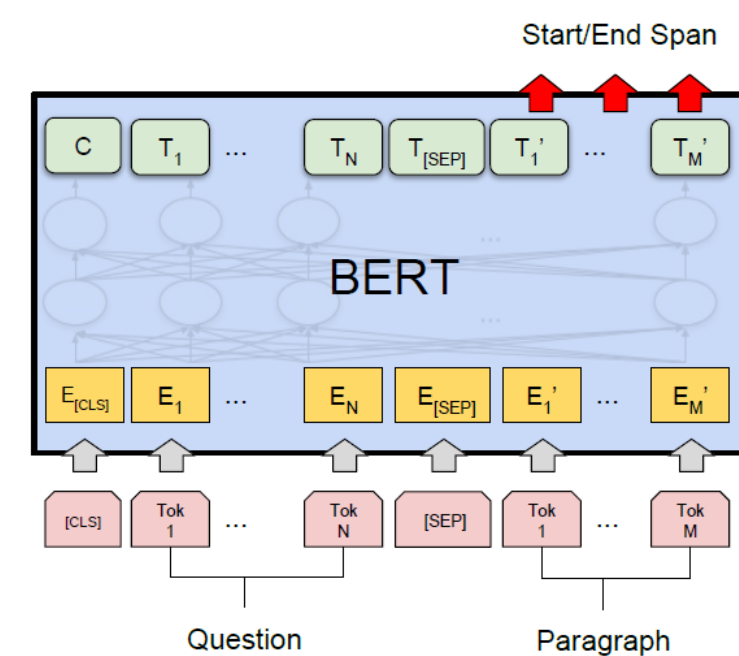 Start/End Span
C T1 ... TN T[SEP] T1’ ... TM’
...
BERT
...
E[CLS] E1 ... EN E[SEP] E1’ ... EM’
[CLS] Tok 1 ... Tok N [SEP] Tok 1 ... Tok M
Question Paragraph